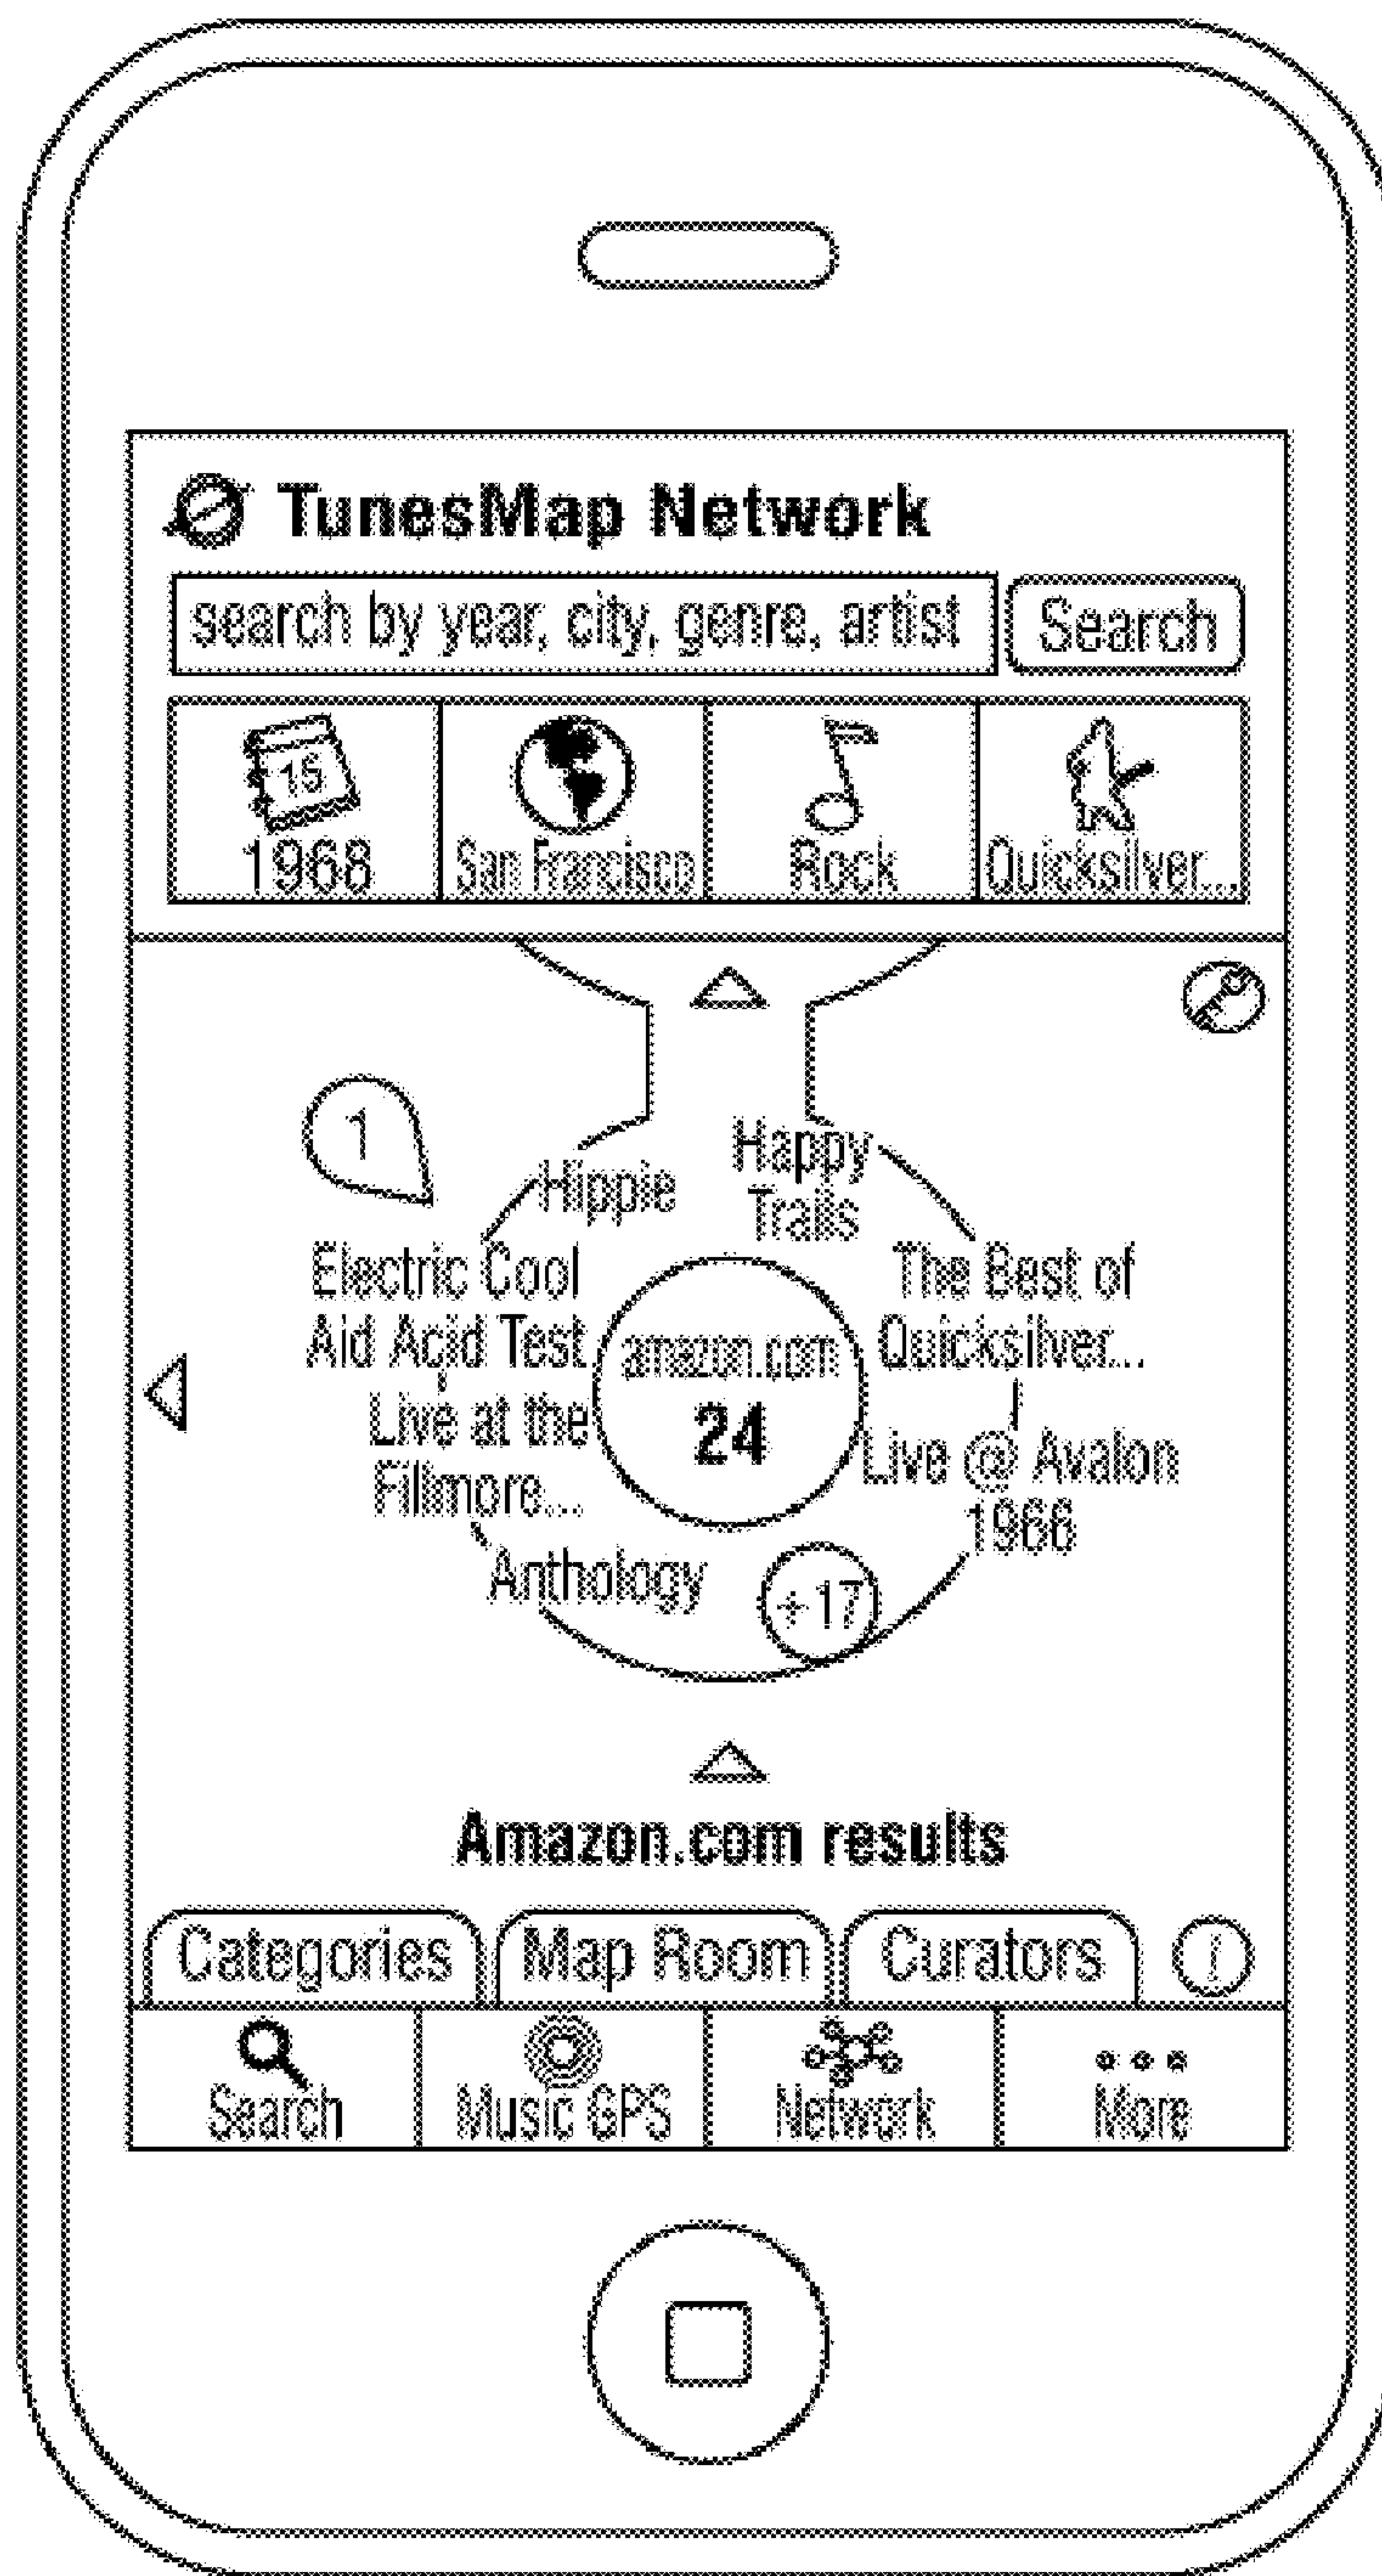 TunesMap Network
search by year, city, genre, artist
Search
15
1968
San Francisco
Rock
Quicksilver...
1
Hippie
Happy
Trails
Electric Cool
Aid Acid Test
The Best of
Quicksilver...
amazon.com
24
Live at the
Fillmore...
Live @ Avalon
1966
Anthology
+17
Amazon.com results
Categories
Map Room
Curators
i
Search
Music GPS
Network
More